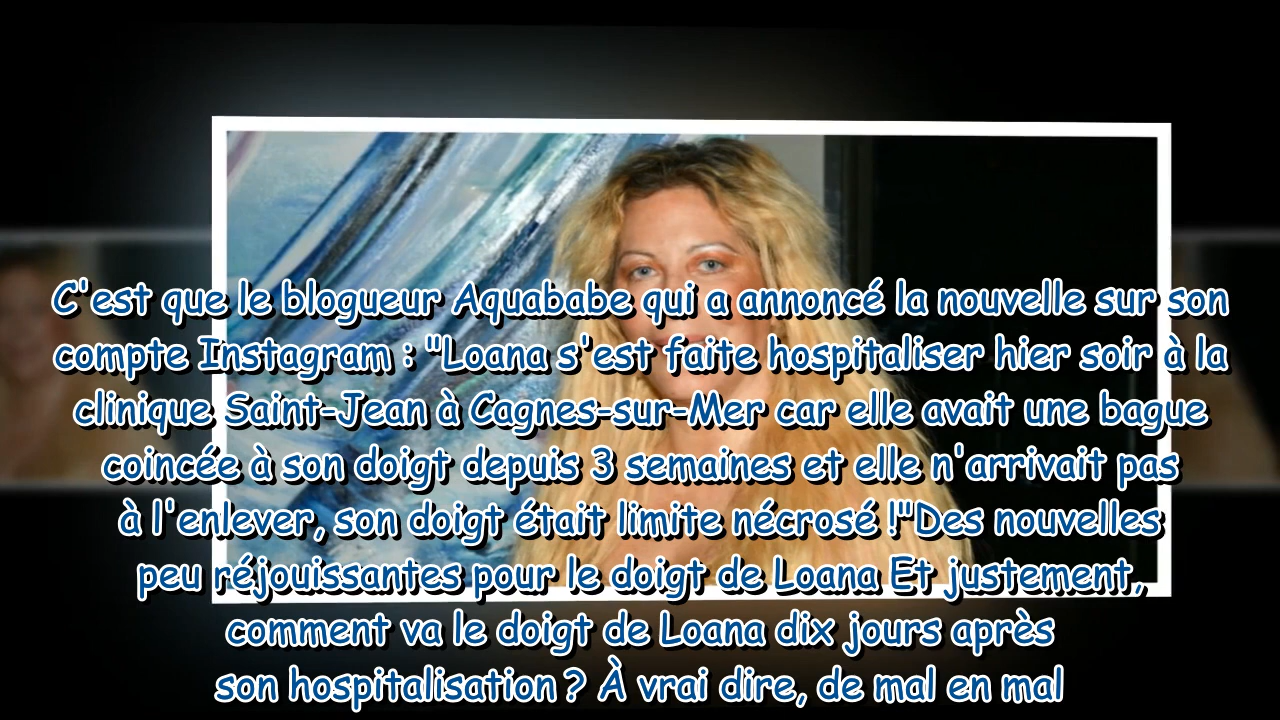 C'est que le blogueur Aquababe qui a annoncé la nouvelle sur son
compte Instagram : "Loana s'est faite hospitaliser hier soir à la
clinique Saint-Jean à Cagnes-sur-Mer car elle avait une bague
coincée à son doigt depuis 3 semaines et elle n'arrivait pas
à l'enlever, son doigt était limite nécrosé !"Des nouvelles
peu réjouissantes pour le doigt de Loana Et justement,
comment va le doigt de Loana dix jours après
son hospitalisation ? À vrai dire, de mal en mal